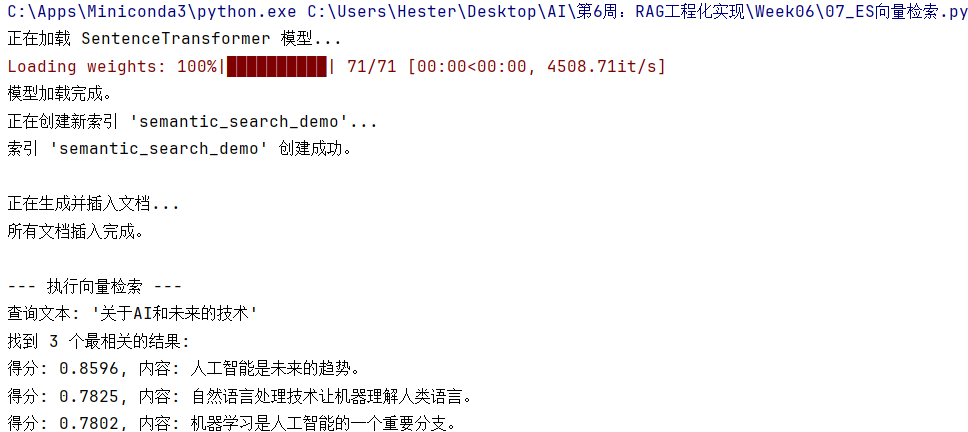 C:\Apps\Miniconda3\python.exe C:\Users\Hester\Desktop\AI\第6周：RAG工程化实现\Week06\07_ES向量检索.py
正在加载 SentenceTransformer 模型...
Loading weights: 100%|██████████| 71/71 [00:00<00:00, 4508.71it/s]
模型加载完成。
正在创建新索引 'semantic_search_demo'...
索引 'semantic_search_demo' 创建成功。
正在生成并插入文档...
所有文档插入完成。
--- 执行向量检索 ---
查询文本: '关于AI和未来的技术'
找到 3 个最相关的结果:
得分: 0.8596, 内容: 人工智能是未来的趋势。
得分: 0.7825, 内容: 自然语言处理技术让机器理解人类语言。
得分: 0.7802, 内容: 机器学习是人工智能的一个重要分支。